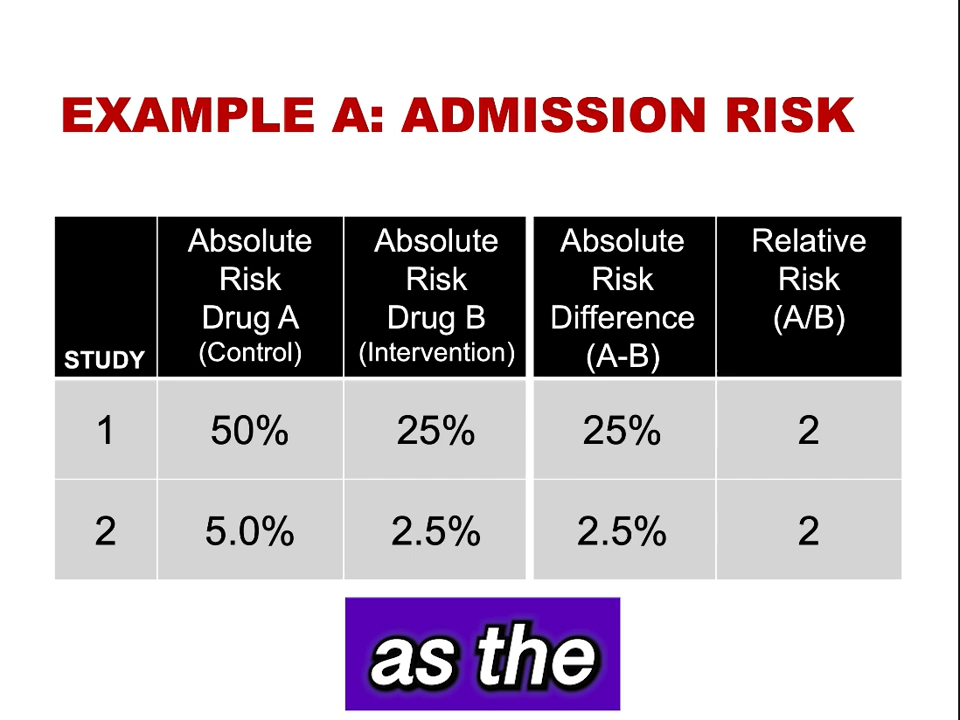 EXAMPLE A: ADMISSION RISK
STUDY
Absolute
Risk
Drug A
(Control)
Absolute
Risk
Drug B
(Intervention)
Absolute
Risk
Difference
(A-B)
Relative
Risk
(A/B)
1 50% 25% 25% 2
2 5.0% 2.5% 2.5% 2
as the